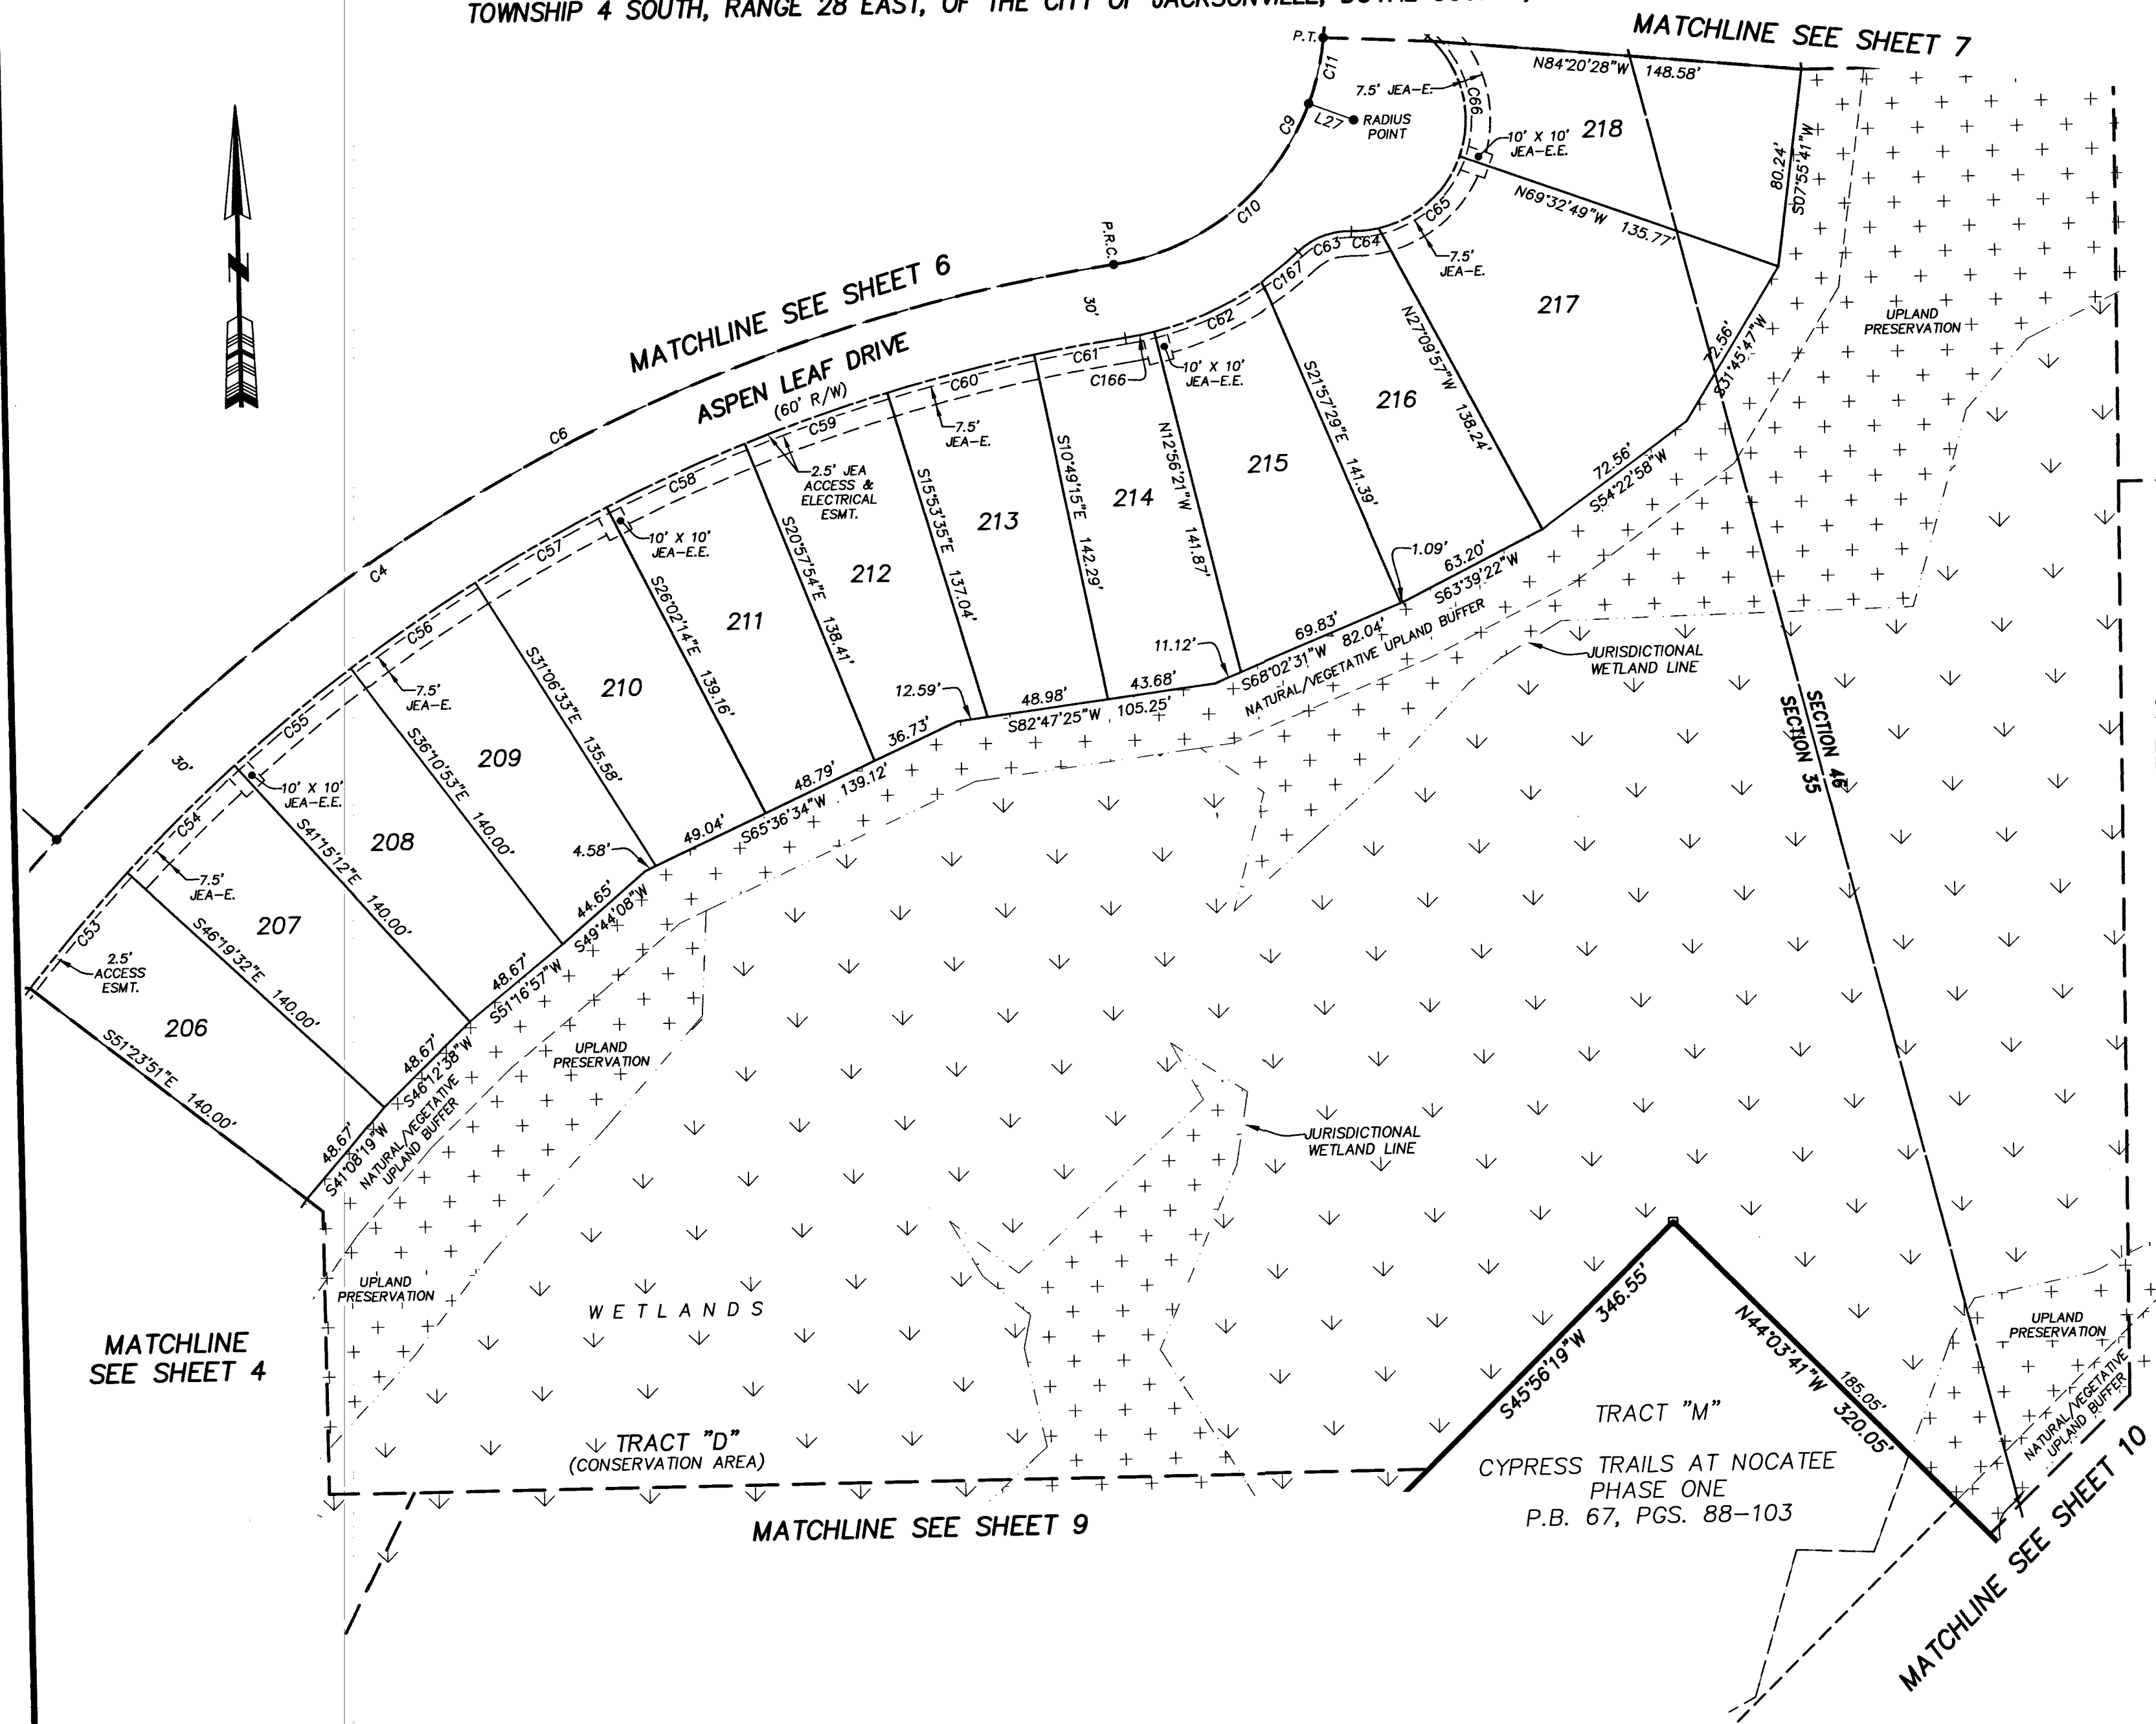 MATCHLINE SEE SHEET 7
P.T.
C11
N84°20'28"W 148.58'
7.5' JEA-E.
C66
C9
L27
RADIUS
POINT
218
10' X 10'
JEA-E.E.
80.24'
S07°55'41"W
N69°32'49"W 135.77'
C10
C65
P.R.C.
C63
C64
7.5'
JEA-E.
C167
217
UPLAND
PRESERVATION
MATCHLINE SEE SHEET 6
30'
C62
72.56'
S31°45'47"W
ASPEN LEAF DRIVE
(60' R/W)
C61
C166
10' X 10'
JEA-E.E.
N27°09'57"W 138.24'
S21°57'29"E 141.39'
216
C60
C59
7.5'
JEA-E.
C6
2.5' JEA
ACCESS &
ELECTRICAL
ESMT.
215
N12°56'21"W 141.87'
214
S10°49'15"E 142.29'
213
S15°53'35"E 137.04'
72.56'
S54°22'58"W
C58
C57
10' X 10'
JEA-E.E.
C4
212
S20°57'54"E 138.41'
211
S26°02'14"E 139.16'
1.09'
63.20'
S63°39'22"W
C56
69.83'
S68°02'31"W 82.04'
NATURAL/VEGETATIVE UPLAND BUFFER
JURISDICTIONAL
WETLAND LINE
11.12'
43.68'
12.59'
48.98'
S82°47'25"W 105.25'
210
S31°06'33"E 135.58'
7.5'
JEA-E.
C55
36.73'
SECTION 46
SECTION 35
30'
209
S36°10'53"E 140.00'
48.79'
S65°36'34"W 139.12'
10' X 10'
JEA-E.E.
49.04'
C54
208
S41°15'12"E 140.00'
4.58'
44.65'
S49°44'08"W
7.5'
JEA-E.
207
S46°19'32"E 140.00'
C53
48.67'
S51°16'57"W
2.5'
ACCESS
ESMT.
206
S51°23'51"E 140.00'
48.67'
S46°12'38"W
UPLAND
PRESERVATION
48.67'
S41°08'19"W
NATURAL/VEGETATIVE
UPLAND BUFFER
JURISDICTIONAL
WETLAND LINE
UPLAND
PRESERVATION
WETLANDS
S45°56'19"W 346.55'
N44°03'41"W 320.05'
185.05'
UPLAND
PRESERVATION
NATURAL/VEGETATIVE
UPLAND BUFFER
MATCHLINE
SEE SHEET 4
TRACT "M"
TRACT "D"
(CONSERVATION AREA)
CYPRESS TRAILS AT NOCATEE
PHASE ONE
P.B. 67, PGS. 88-103
MATCHLINE SEE SHEET 9
MATCHLINE SEE SHEET 10
TOWNSHIP 4 SOUTH, RANGE 28 EAST, OF THE CITY OF JACKSONVILLE, DUVAL